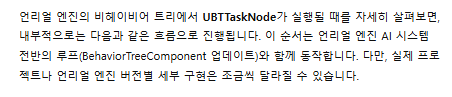 언리얼 엔진의 비헤이비어 트리에서 UBTTaskNode가 실행될 때를 자세히 살펴보면,
내부적으로는 다음과 같은 흐름으로 진행됩니다. 이 순서는 언리얼 엔진 AI 시스템
전반의 루프(BehaviorTreeComponent 업데이트)와 함께 동작합니다. 다만, 실제 프로
젝트나 언리얼 엔진 버전별 세부 구현은 조금씩 달라질 수 있습니다.